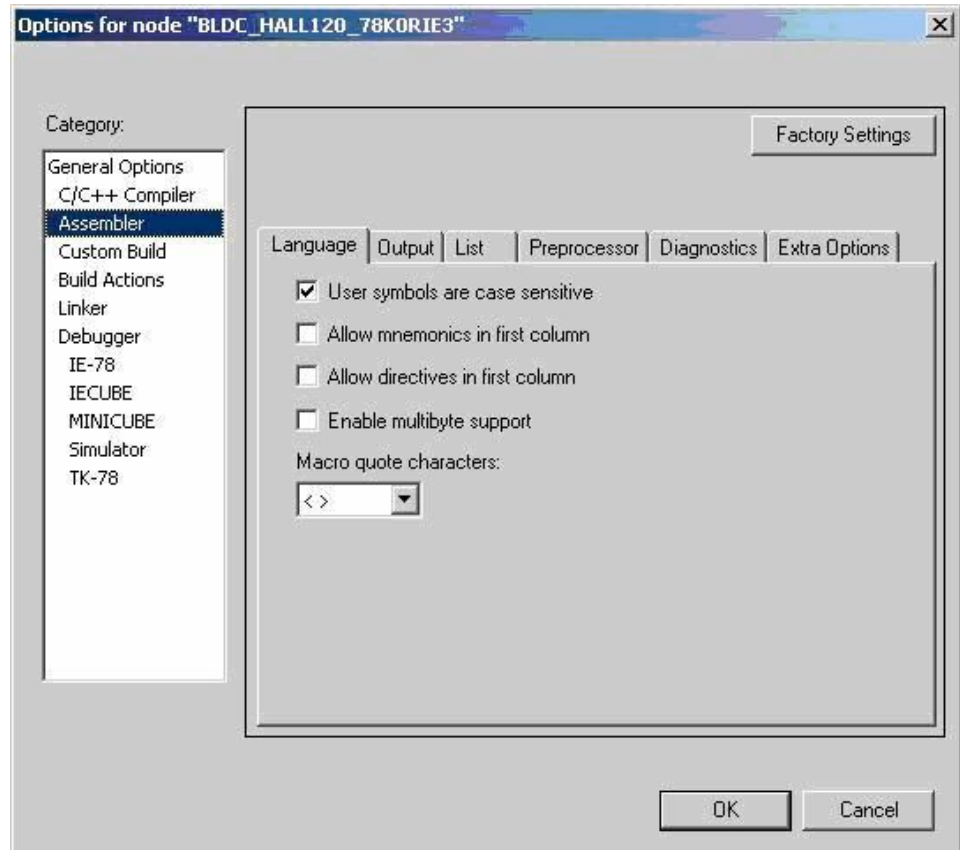 Options for node "BLDC_HALL120_78K0RIE3"
Category:
Factory Settings
General Options
C/C++ Compiler
Assembler
Custom Build
Build Actions
Linker
Debugger
IE-78
IECUBE
MINICUBE
Simulator
TK-78
Language Output List Preprocessor Diagnostics Extra Options
User symbols are case sensitive
Allow mnemonics in first column
Allow directives in first column
Enable multibyte support
Macro quote characters:
< >
OK Cancel